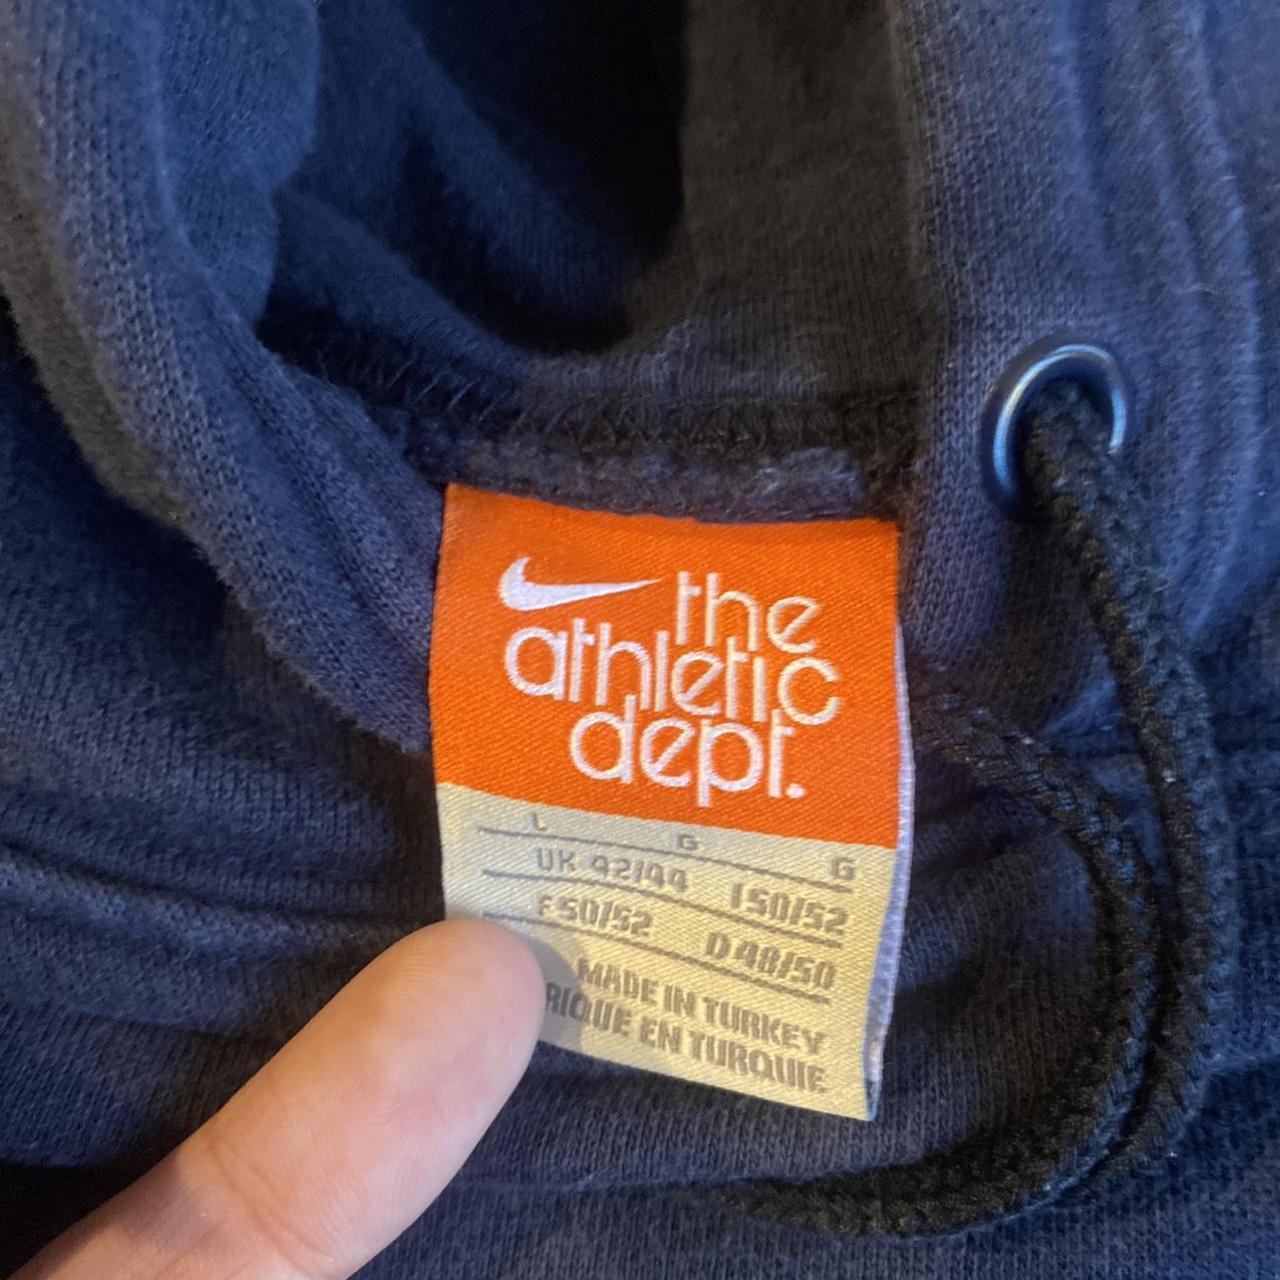 the
athletic
dept.
L G G
UK 42/44 I 50/52
F 50/52 D 48/50
MADE IN TURKEY
RIQUE EN TURQUIE